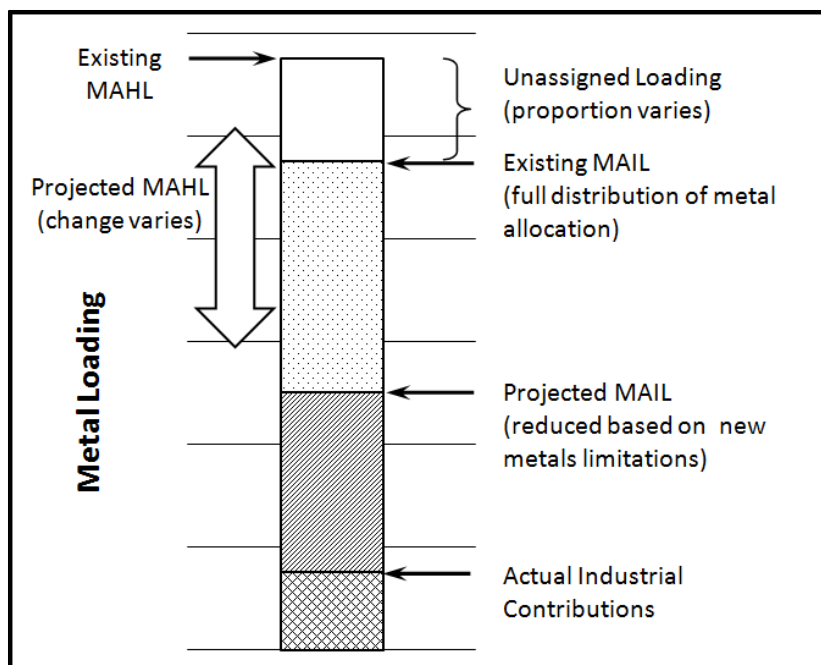 Existing
MAHL
Unassigned Loading
(proportion varies)
Existing MAIL
(full distribution of metal
allocation)
Projected MAHL
(change varies)
Metal Loading
Projected MAIL
(reduced based on new
metals limitations)
Actual Industrial
Contributions